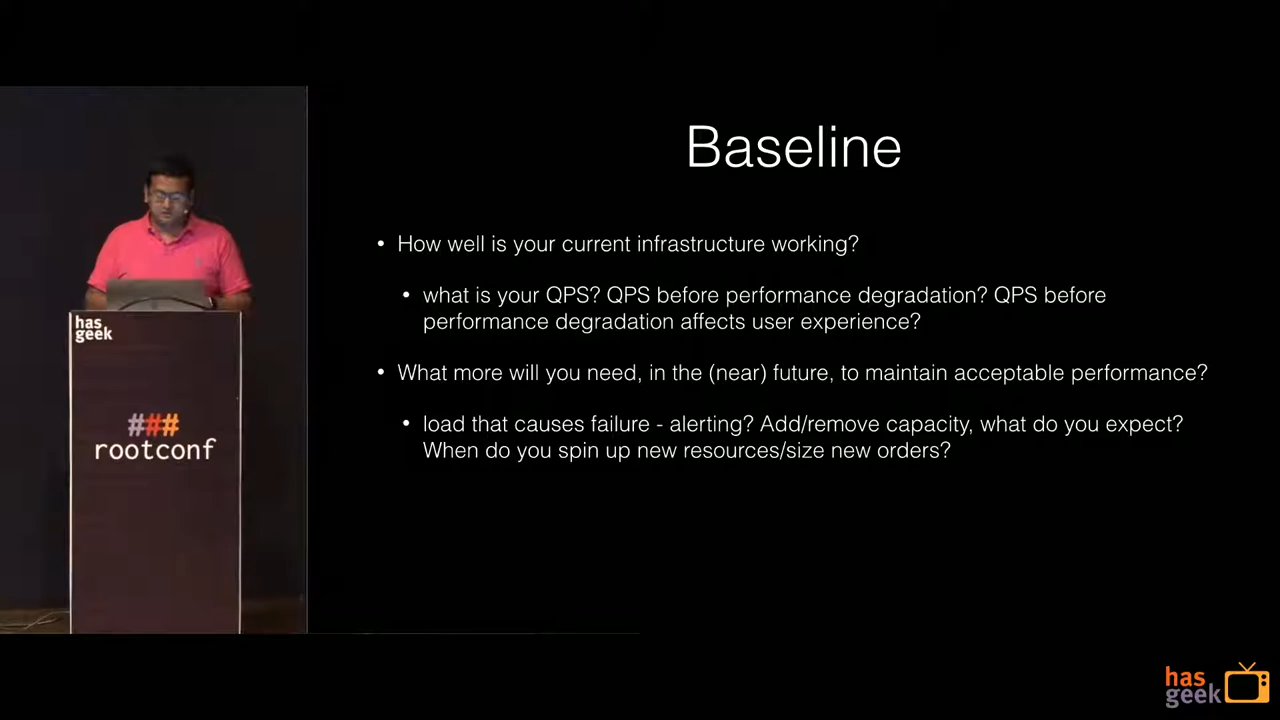 Baseline
• How well is your current infrastructure working?
• what is your QPS? QPS before performance degradation? QPS before
performance degradation affects user experience?
• What more will you need, in the (near) future, to maintain acceptable performance?
• load that causes failure - alerting? Add/remove capacity, what do you expect?
When do you spin up new resources/size new orders?
has
geek
###
rootconf
has
geek